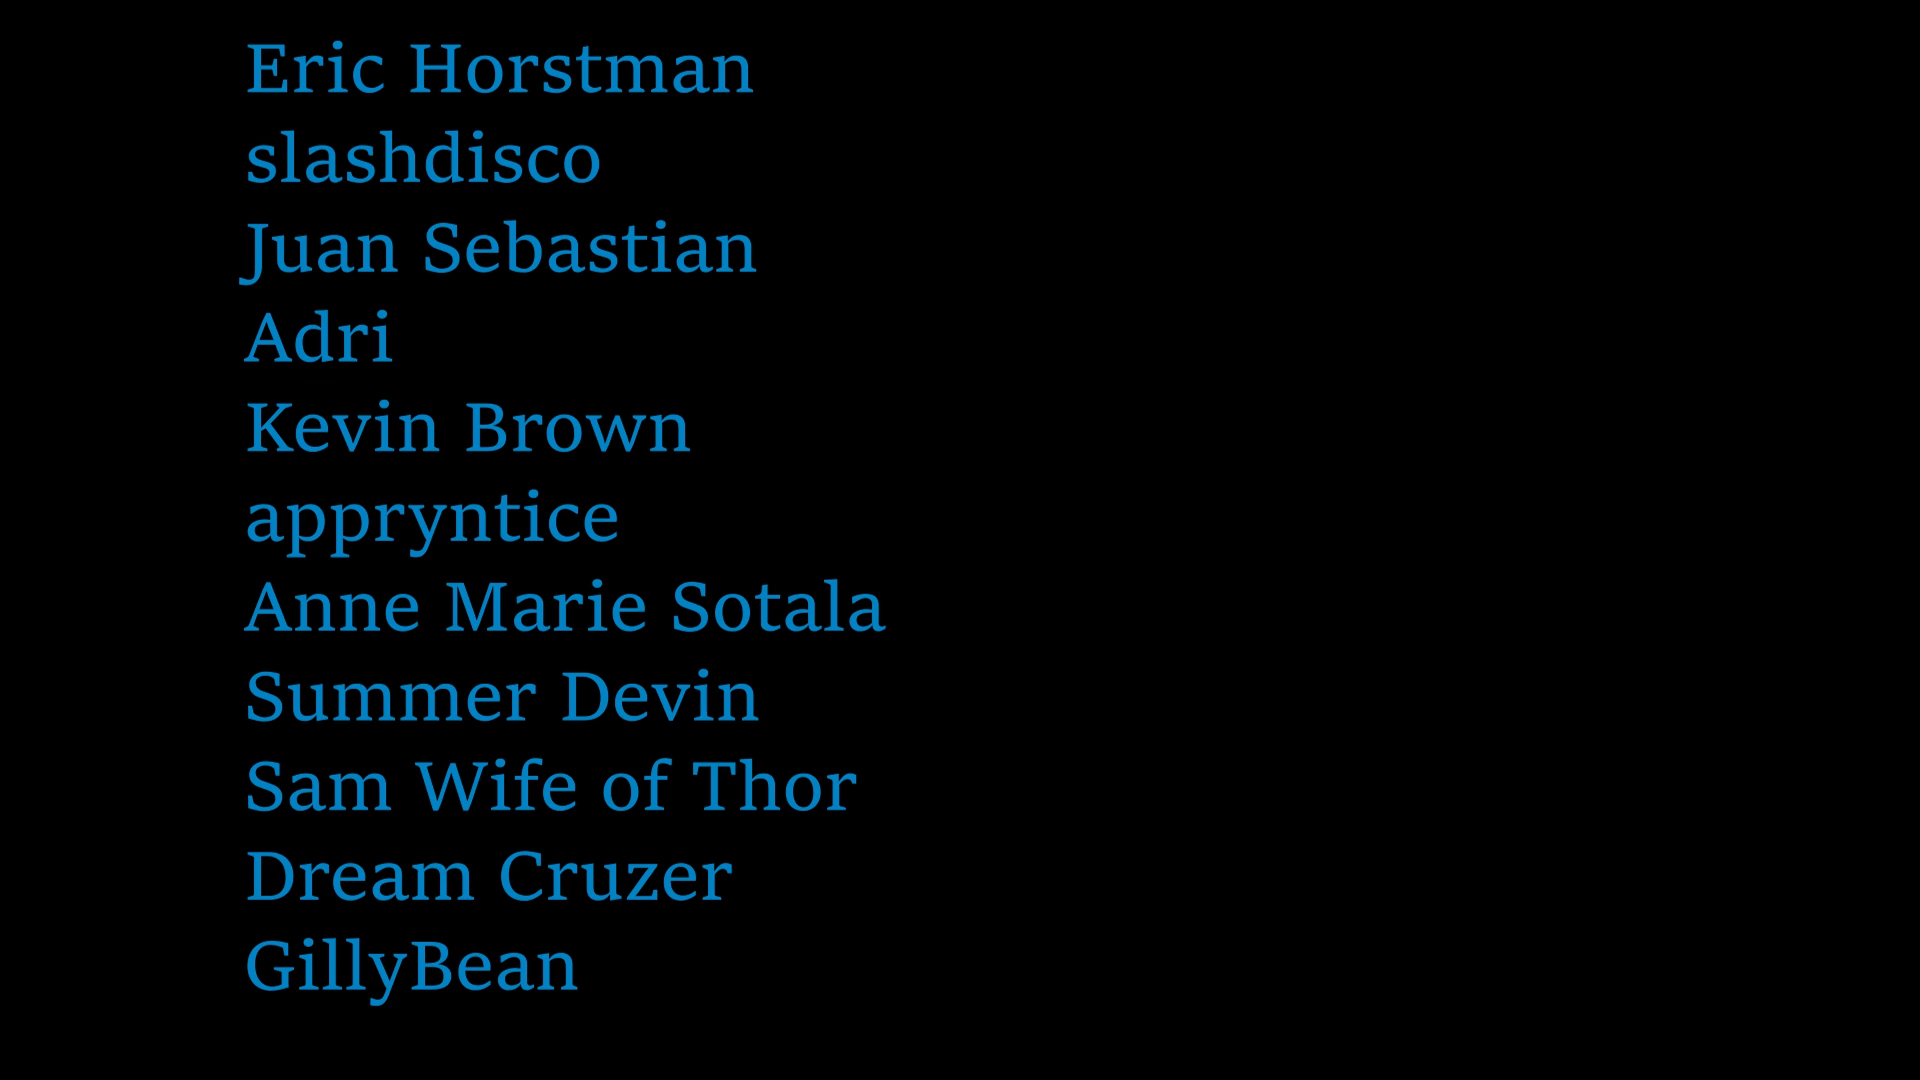 Eric Horstman
slashdisco
Juan Sebastian
Adri
Kevin Brown
appryntice
Anne Marie Sotala
Summer Devin
Sam Wife of Thor
Dream Cruzer
GillyBean